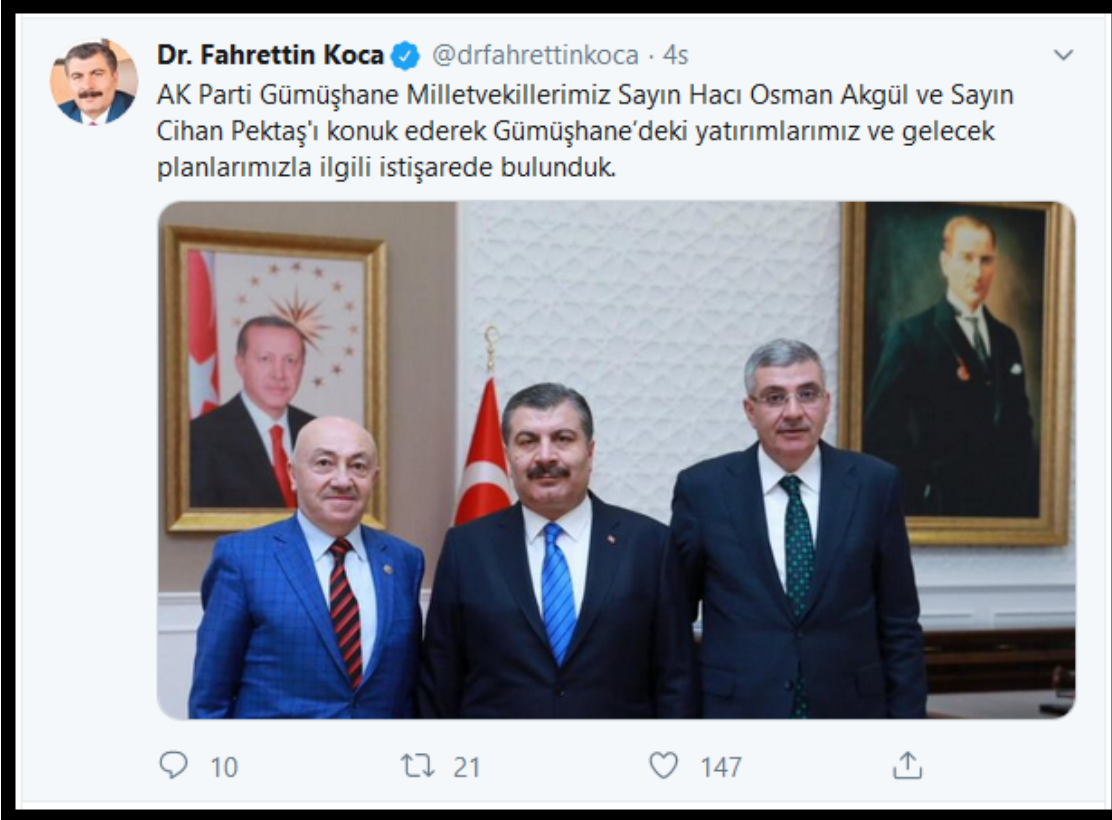 Dr. Fahrettin Koca @drfahrettinkoca · 4s
AK Parti Gümüşhane Milletvekillerimiz Sayın Hacı Osman Akgül ve Sayın
Cihan Pektaş'ı konuk ederek Gümüşhane’deki yatırımlarımız ve gelecek
planlarımızla ilgili istişarede bulunduk.
10 21 147